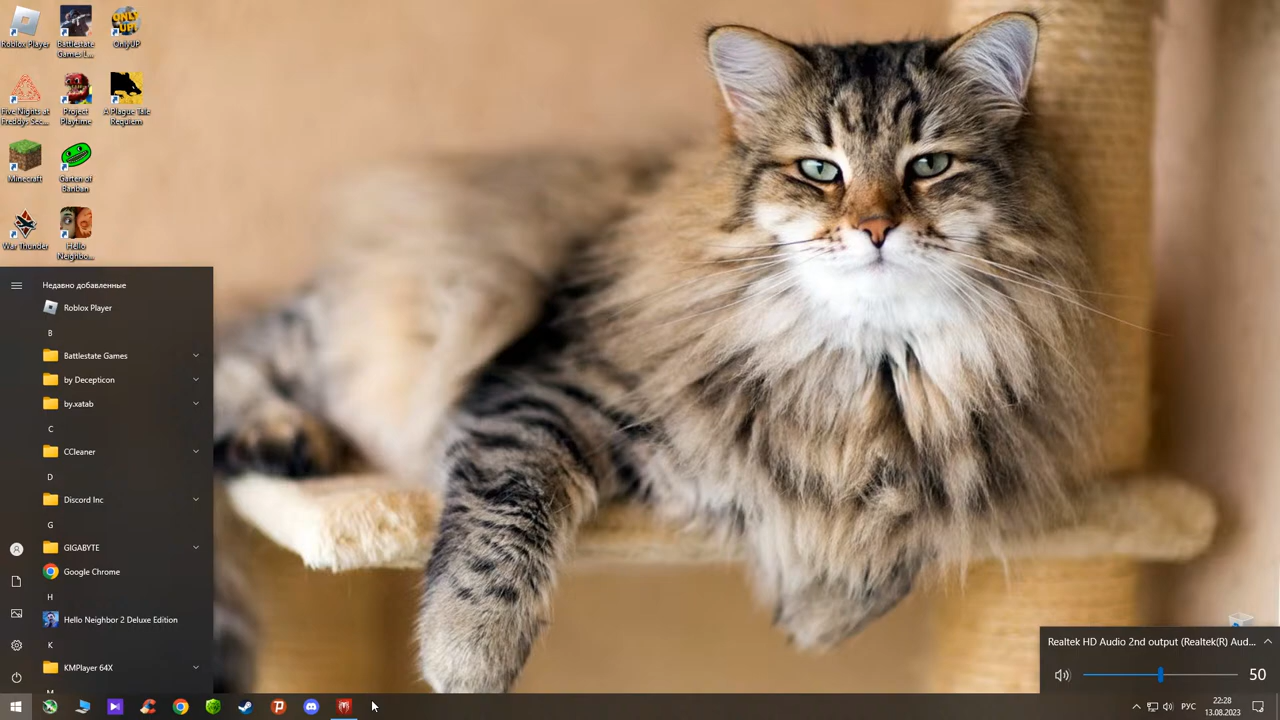 Roblox Player
Battlestate
Games L...
OnlyUP
Five Nights at
Freddys Sec...
Project
Playtime
A Plague Tale
Requiem
Minecraft
Garten of
Banban
War Thunder
Hello
Neighbo...
Недавно добавленные
Roblox Player
B
Battlestate Games
by Decepticon
by.xatab
C
CCleaner
D
Discord Inc
G
GIGABYTE
Google Chrome
H
Hello Neighbor 2 Deluxe Edition
K
KMPlayer 64X
M
Realtek HD Audio 2nd output (Realtek(R) Aud...
50
РУС
22:28
13.08.2023